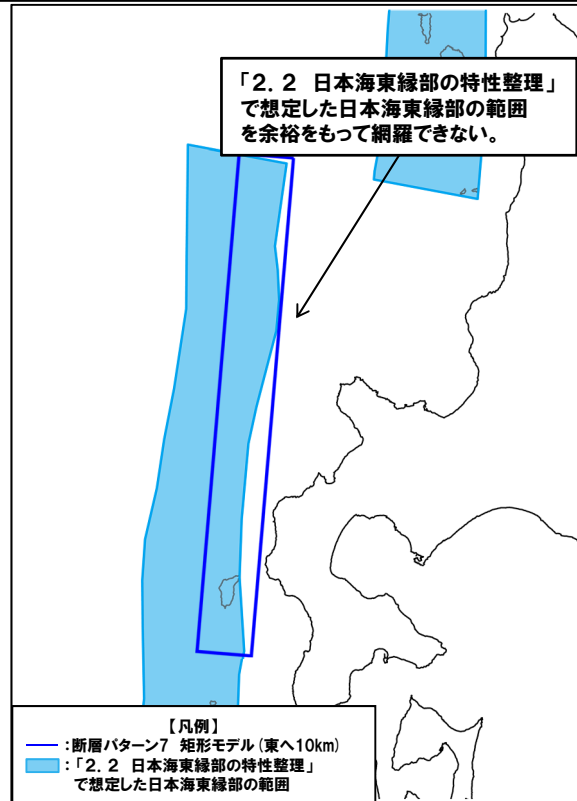 「2.2 日本海東縁部の特性整理」
で想定した日本海東縁部の範囲
を余裕をもって網羅できない。
【凡例】
:断層パターン7 矩形モデル(東へ10km)
:「2.2 日本海東縁部の特性整理」
で想定した日本海東縁部の範囲